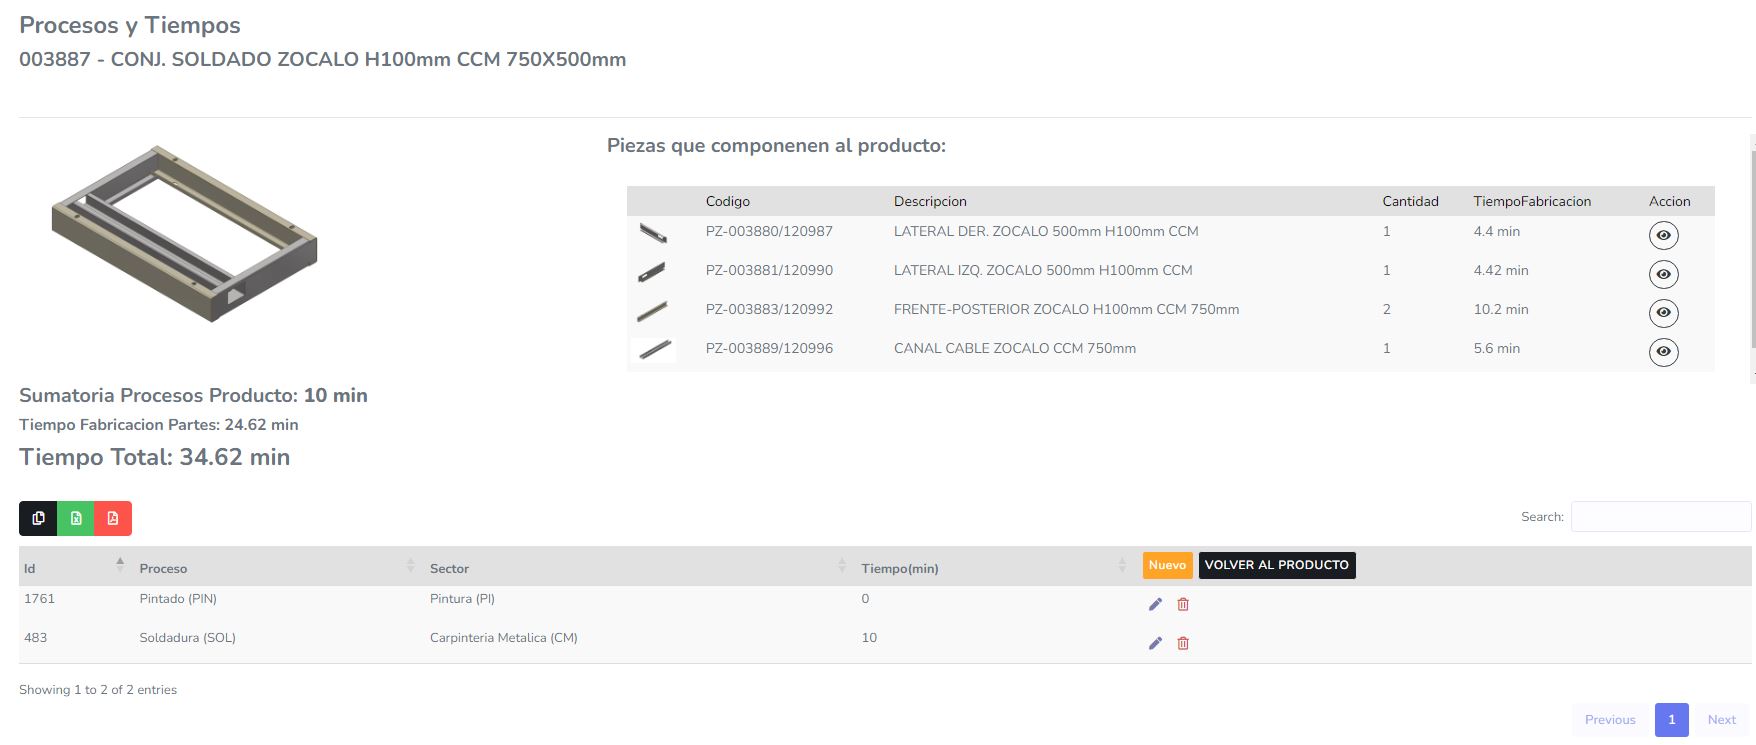 Procesos y Tiempos
003887 - CONJ. SOLDADO ZOCALO H100mm CCM 750X500mm
Piezas que componenen al producto:
Codigo Descripcion Cantidad TiempoFabricacion Accion
PZ-003880/120987 LATERAL DER. ZOCALO 500mm H100mm CCM 1 4.4 min
PZ-003881/120990 LATERAL IZQ. ZOCALO 500mm H100mm CCM 1 4.42 min
PZ-003883/120992 FRENTE-POSTERIOR ZOCALO H100mm CCM 750mm 2 10.2 min
PZ-003889/120996 CANAL CABLE ZOCALO CCM 750mm 1 5.6 min
Sumatoria Procesos Producto: 10 min
Tiempo Fabricacion Partes: 24.62 min
Tiempo Total: 34.62 min
Search:
Id Proceso Sector Tiempo(min) Nuevo VOLVER AL PRODUCTO
1761 Pintado (PIN) Pintura (PI) 0
483 Soldadura (SOL) Carpinteria Metalica (CM) 10
Showing 1 to 2 of 2 entries
Previous 1 Next